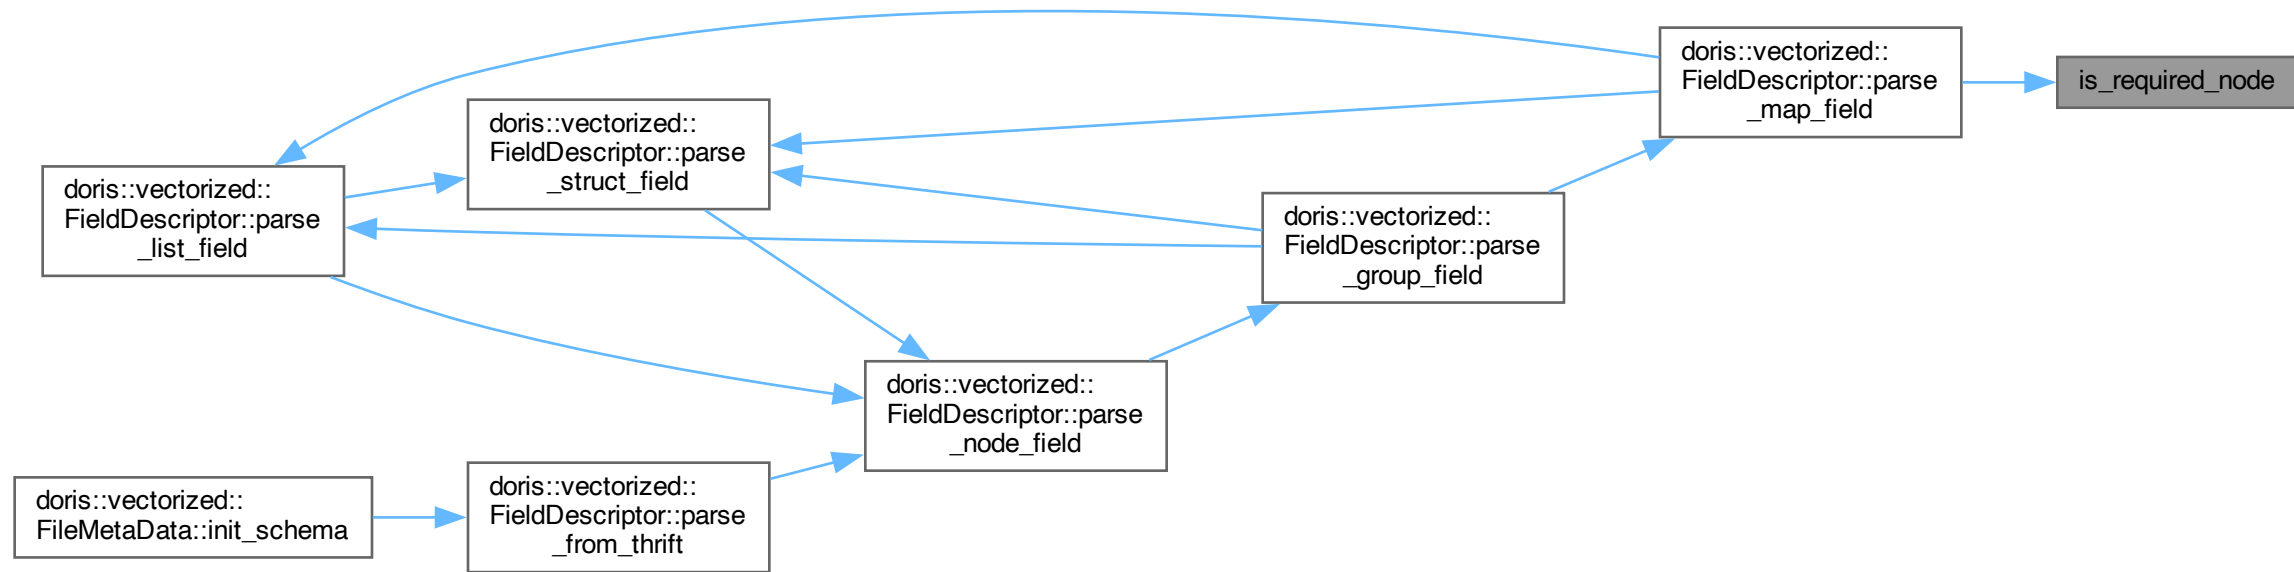 doris::vectorized::
FieldDescriptor::parse
_map_field
is_required_node
doris::vectorized::
FieldDescriptor::parse
_struct_field
doris::vectorized::
FieldDescriptor::parse
_list_field
doris::vectorized::
FieldDescriptor::parse
_group_field
doris::vectorized::
FieldDescriptor::parse
_node_field
doris::vectorized::
FileMetaData::init_schema
doris::vectorized::
FieldDescriptor::parse
_from_thrift